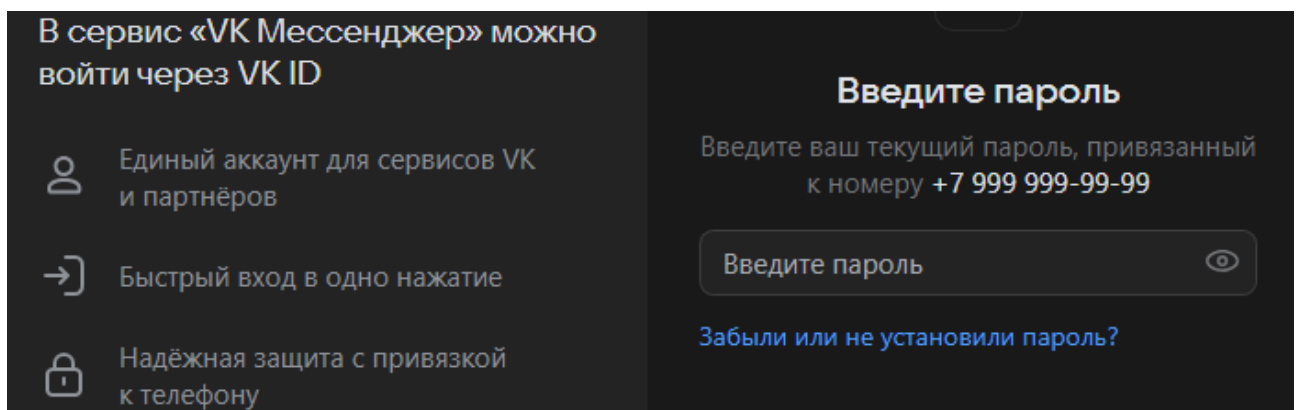 В сервис «VK Мессенджер» можно
войти через VK ID
Единый аккаунт для сервисов VK
и партнёров
Быстрый вход в одно нажатие
Надёжная защита с привязкой
к телефону
Введите пароль
Введите ваш текущий пароль, привязанный
к номеру +7 999 999-99-99
Введите пароль
Забыли или не установили пароль?